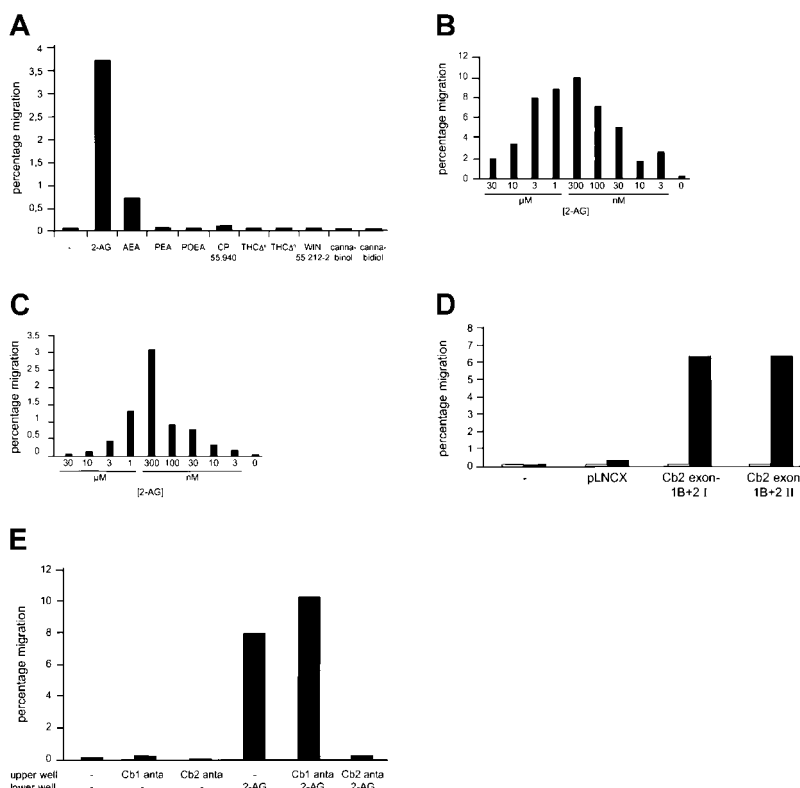 A
percentage migration
4
3,5
3
2,5
2
1,5
1
0,5
0
- 2-AG AEA PEA POEA CP THCΔ THCΔ WIN canna- canna-
55.940 55 212-2 binol bidiol
B
percentage migration
12
10
8
6
4
2
0
30 10 3 1 300 100 30 10 3 0
µM nM
[2-AG]
C
percentage migration
3.5
3
2.5
2
1.5
1
0.5
0
30 10 3 1 300 100 30 10 3 0
µM nM
[2-AG]
D
percentage migration
8
7
6
5
4
3
2
1
0
- pLNCX Cb2 exon- Cb2 exon
1B+2 I 1B+2 II
E
percentage migration
12
10
8
6
4
2
0
upper well - Cb1 anta Cb2 anta - Cb1 anta Cb2 anta
lower well - - - 2-AG 2-AG 2-AG